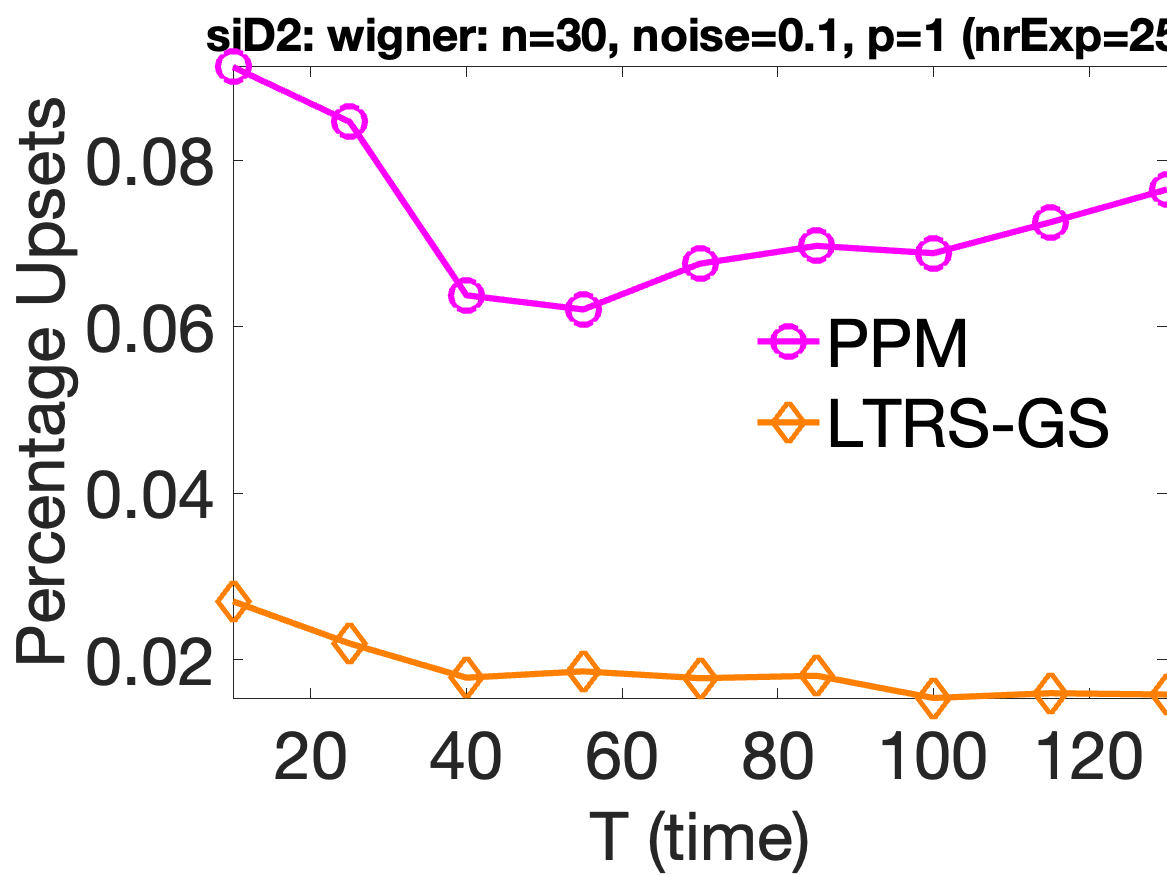 siD2: wigner: n=30, noise=0.1, p=1 (nrExp=25
Percentage Upsets
0.08
0.06
0.04
0.02
PPM
LTRS-GS
20 40 60 80 100 120
T (time)